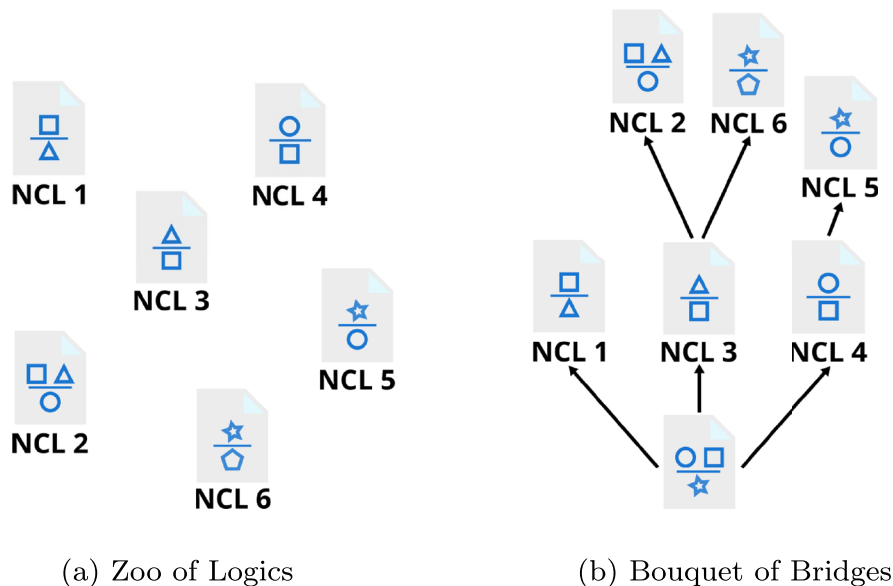 NCL 1
NCL 4
NCL 3
NCL 5
NCL 2
NCL 6
(a) Zoo of Logics
NCL 2
NCL 6
NCL 5
NCL 1
NCL 3
NCL 4
(b) Bouquet of Bridges